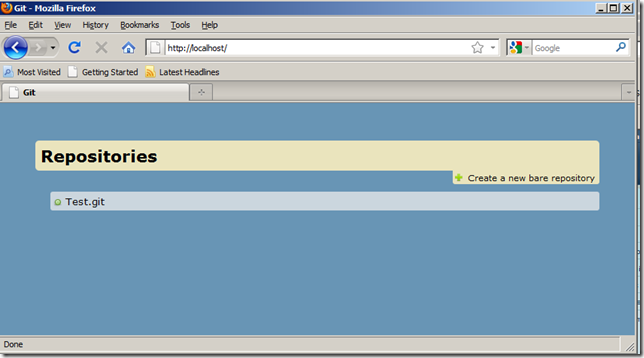 Git - Mozilla Firefox
File Edit View History Bookmarks Tools Help
http://localhost/ Google
Most Visited Getting Started Latest Headlines
Git
Repositories
Create a new bare repository
Test.git
Done